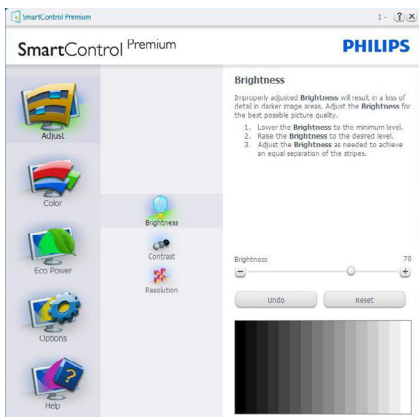 SmartControl Premium
1 -
?
X
SmartControl Premium
PHILIPS
Adjust
Color
Eco Power
Options
Help
Brightness
Contrast
Resolution
Brightness
Improperly adjusted Brightness will result in a loss of
detail in darker image areas. Adjust the Brightness for
the best possible picture quality.
1. Lower the Brightness to the minimum level.
2. Raise the Brightness to the desired level.
3. Adjust the Brightness as needed to achieve
an equal separation of the stripes.
Brightness 70
Undo
Reset